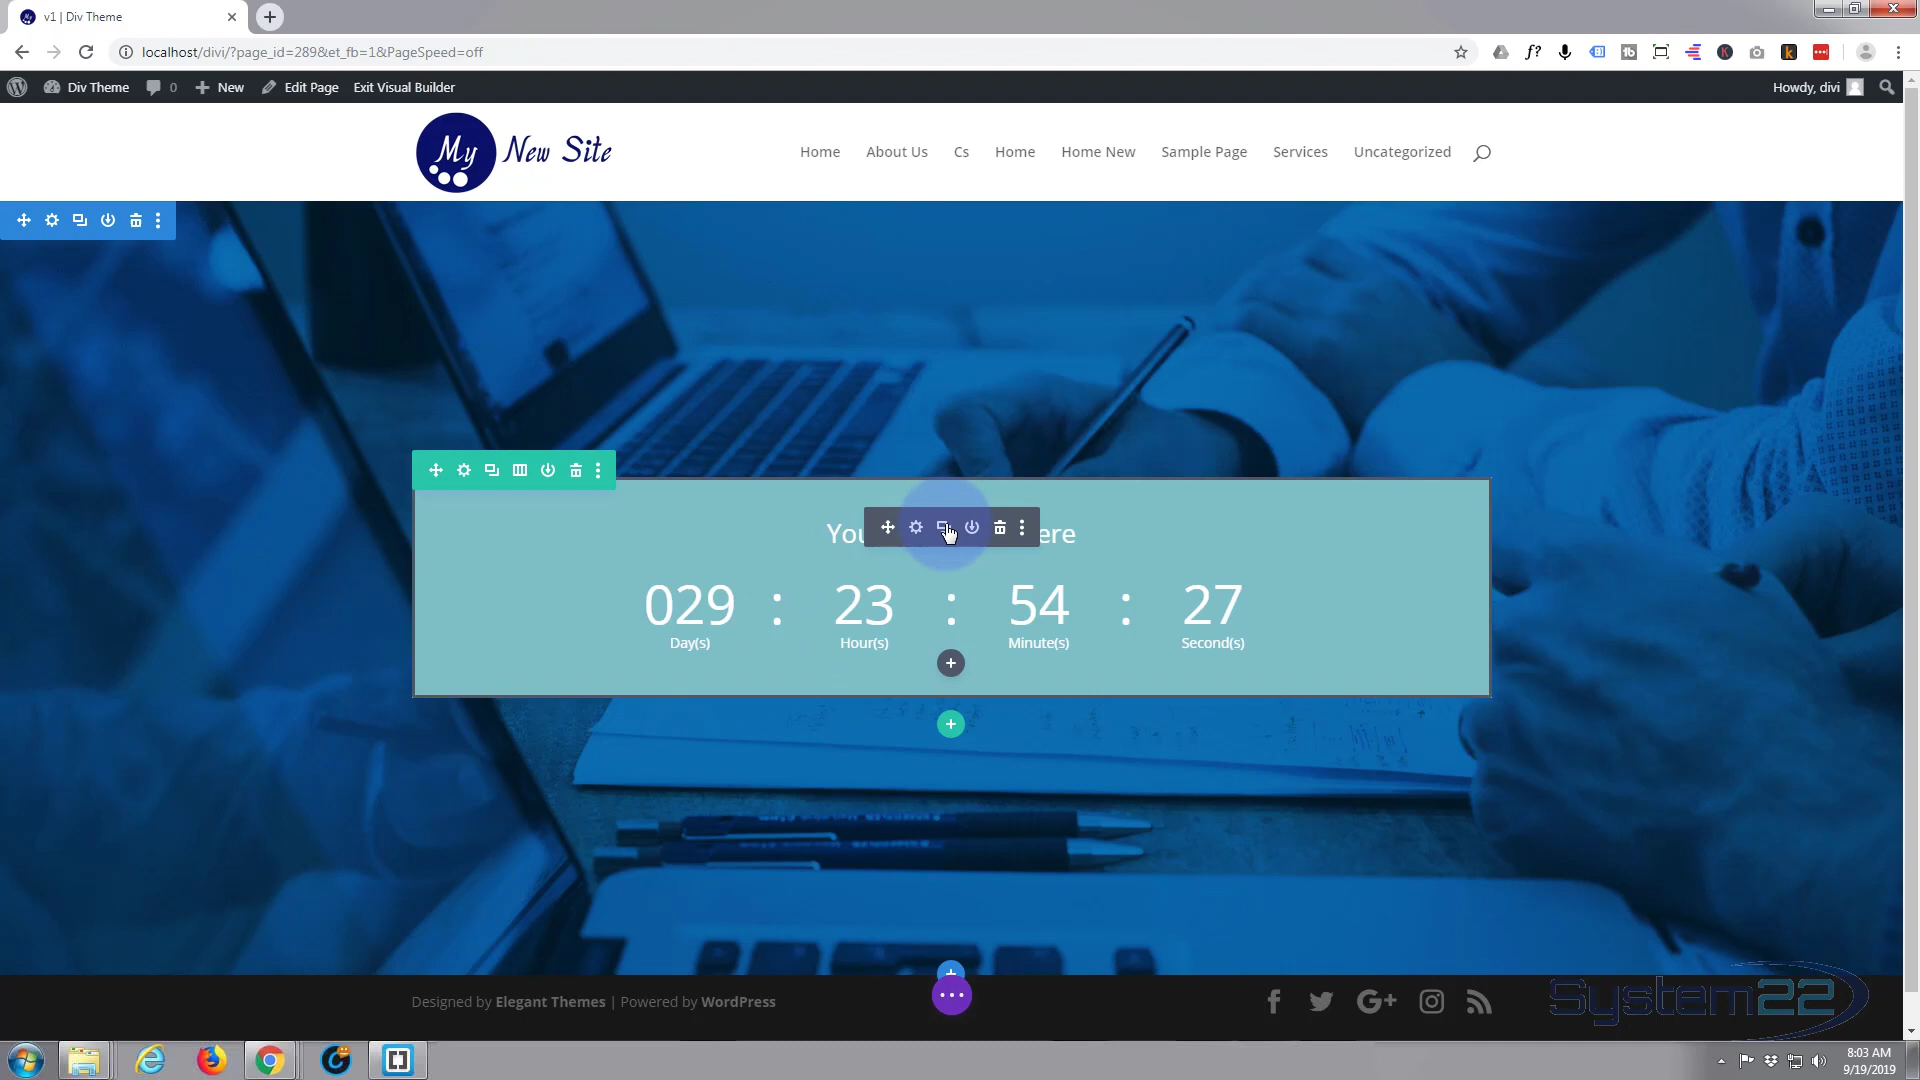 v1 | Div Theme
localhost/divi/?page_id=289&et_fb=1&PageSpeed=off
Div Theme 0 New Edit Page Exit Visual Builder
Howdy, divi
My New Site
Home About Us Cs Home Home New Sample Page Services Uncategorized
You
ere
029 : 23 : 54 : 27
Day(s) Hour(s) Minute(s) Second(s)
Designed by Elegant Themes | Powered by WordPress
System22
8:03 AM
9/19/2019